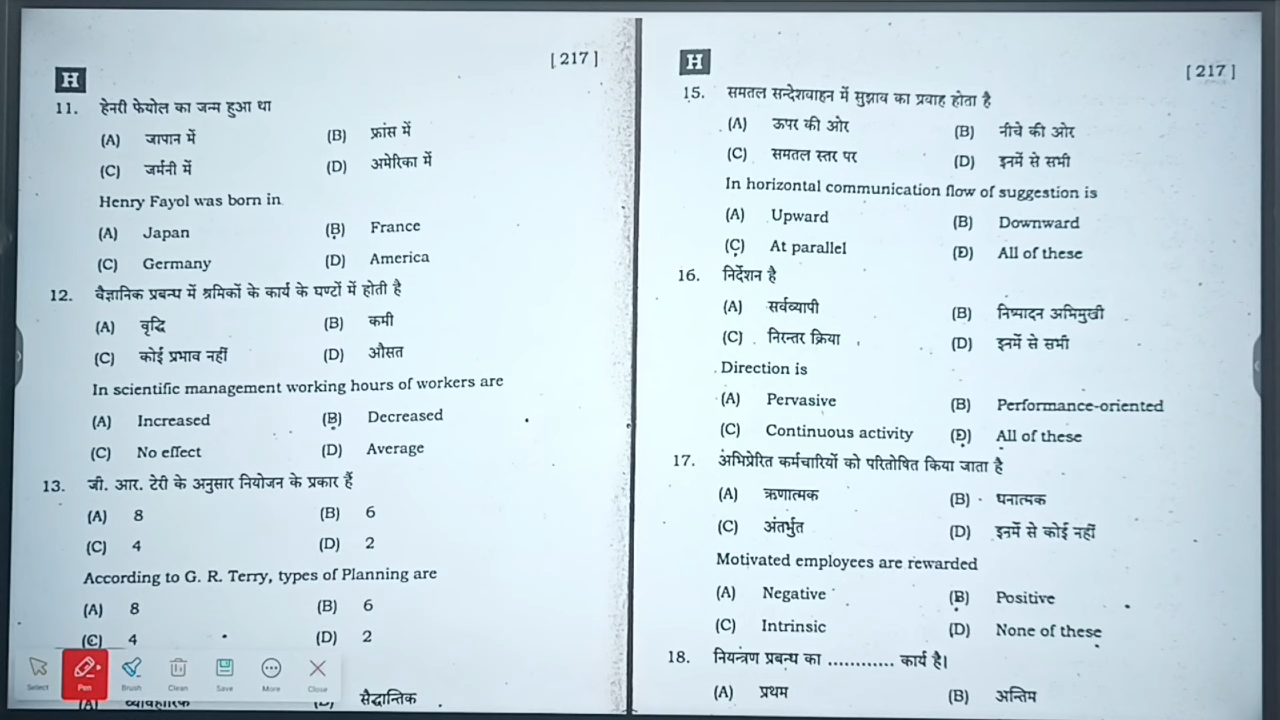 [ 217 ]
H
11. हेनरी फेयोल का जन्म हुआ था
(A) जापान में (B) फ्रांस में
(C) जर्मनी में (D) अमेरिका में
Henry Fayol was born in
(A) Japan (B) France
(C) Germany (D) America
12. वैज्ञानिक प्रबन्ध में श्रमिकों के कार्य के घण्टों में होती है
(A) वृद्धि (B) कमी
(C) कोई प्रभाव नहीं (D) औसत
In scientific management working hours of workers are
(A) Increased (B) Decreased
(C) No effect (D) Average
13. जी. आर. टेरी के अनुसार नियोजन के प्रकार हैं
(A) 8 (B) 6
(C) 4 (D) 2
According to G. R. Terry, types of Planning are
(A) 8 (B) 6
(C) 4 (D) 2
सैद्धान्तिक
Select Pen Brush Clean Save More Close
H
[ 217 ]
15. समतल सन्देशवाहन में सुझाव का प्रवाह होता है
(A) ऊपर की ओर (B) नीचे की ओर
(C) समतल स्तर पर (D) इनमें से सभी
In horizontal communication flow of suggestion is
(A) Upward (B) Downward
(C) At parallel (D) All of these
16. निर्देशन है
(A) सर्वव्यापी (B) निष्पादन अभिमुखी
(C) निरन्तर क्रिया (D) इनमें से सभी
Direction is
(A) Pervasive (B) Performance-oriented
(C) Continuous activity (D) All of these
17. अभिप्रेरित कर्मचारियों को परितोषित किया जाता है
(A) ऋणात्मक (B) धनात्मक
(C) अंतर्भुत (D) इनमें से कोई नहीं
Motivated employees are rewarded
(A) Negative (B) Positive
(C) Intrinsic (D) None of these
18. नियन्त्रण प्रबन्ध का ............. कार्य है।
(A) प्रथम (B) अन्तिम